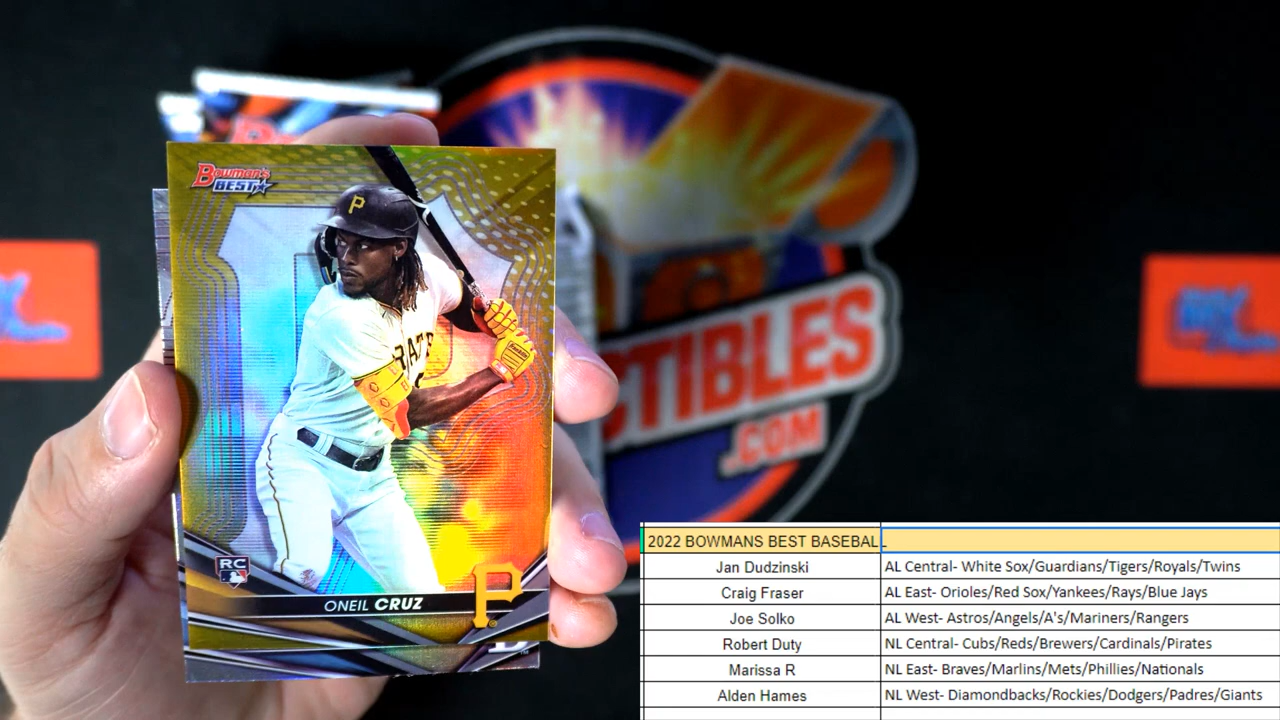 Bowman's
BEST
P
PIRATES
RC
ONEIL CRUZ
P
TIBLES
.COM
2022 BOWMANS BEST BASEBALL
Jan Dudzinski AL Central- White Sox/Guardians/Tigers/Royals/Twins
Craig Fraser AL East- Orioles/Red Sox/Yankees/Rays/Blue Jays
Joe Solko AL West- Astros/Angels/A's/Mariners/Rangers
Robert Duty NL Central- Cubs/Reds/Brewers/Cardinals/Pirates
Marissa R NL East- Braves/Marlins/Mets/Phillies/Nationals
Alden Hames NL West- Diamondbacks/Rockies/Dodgers/Padres/Giants